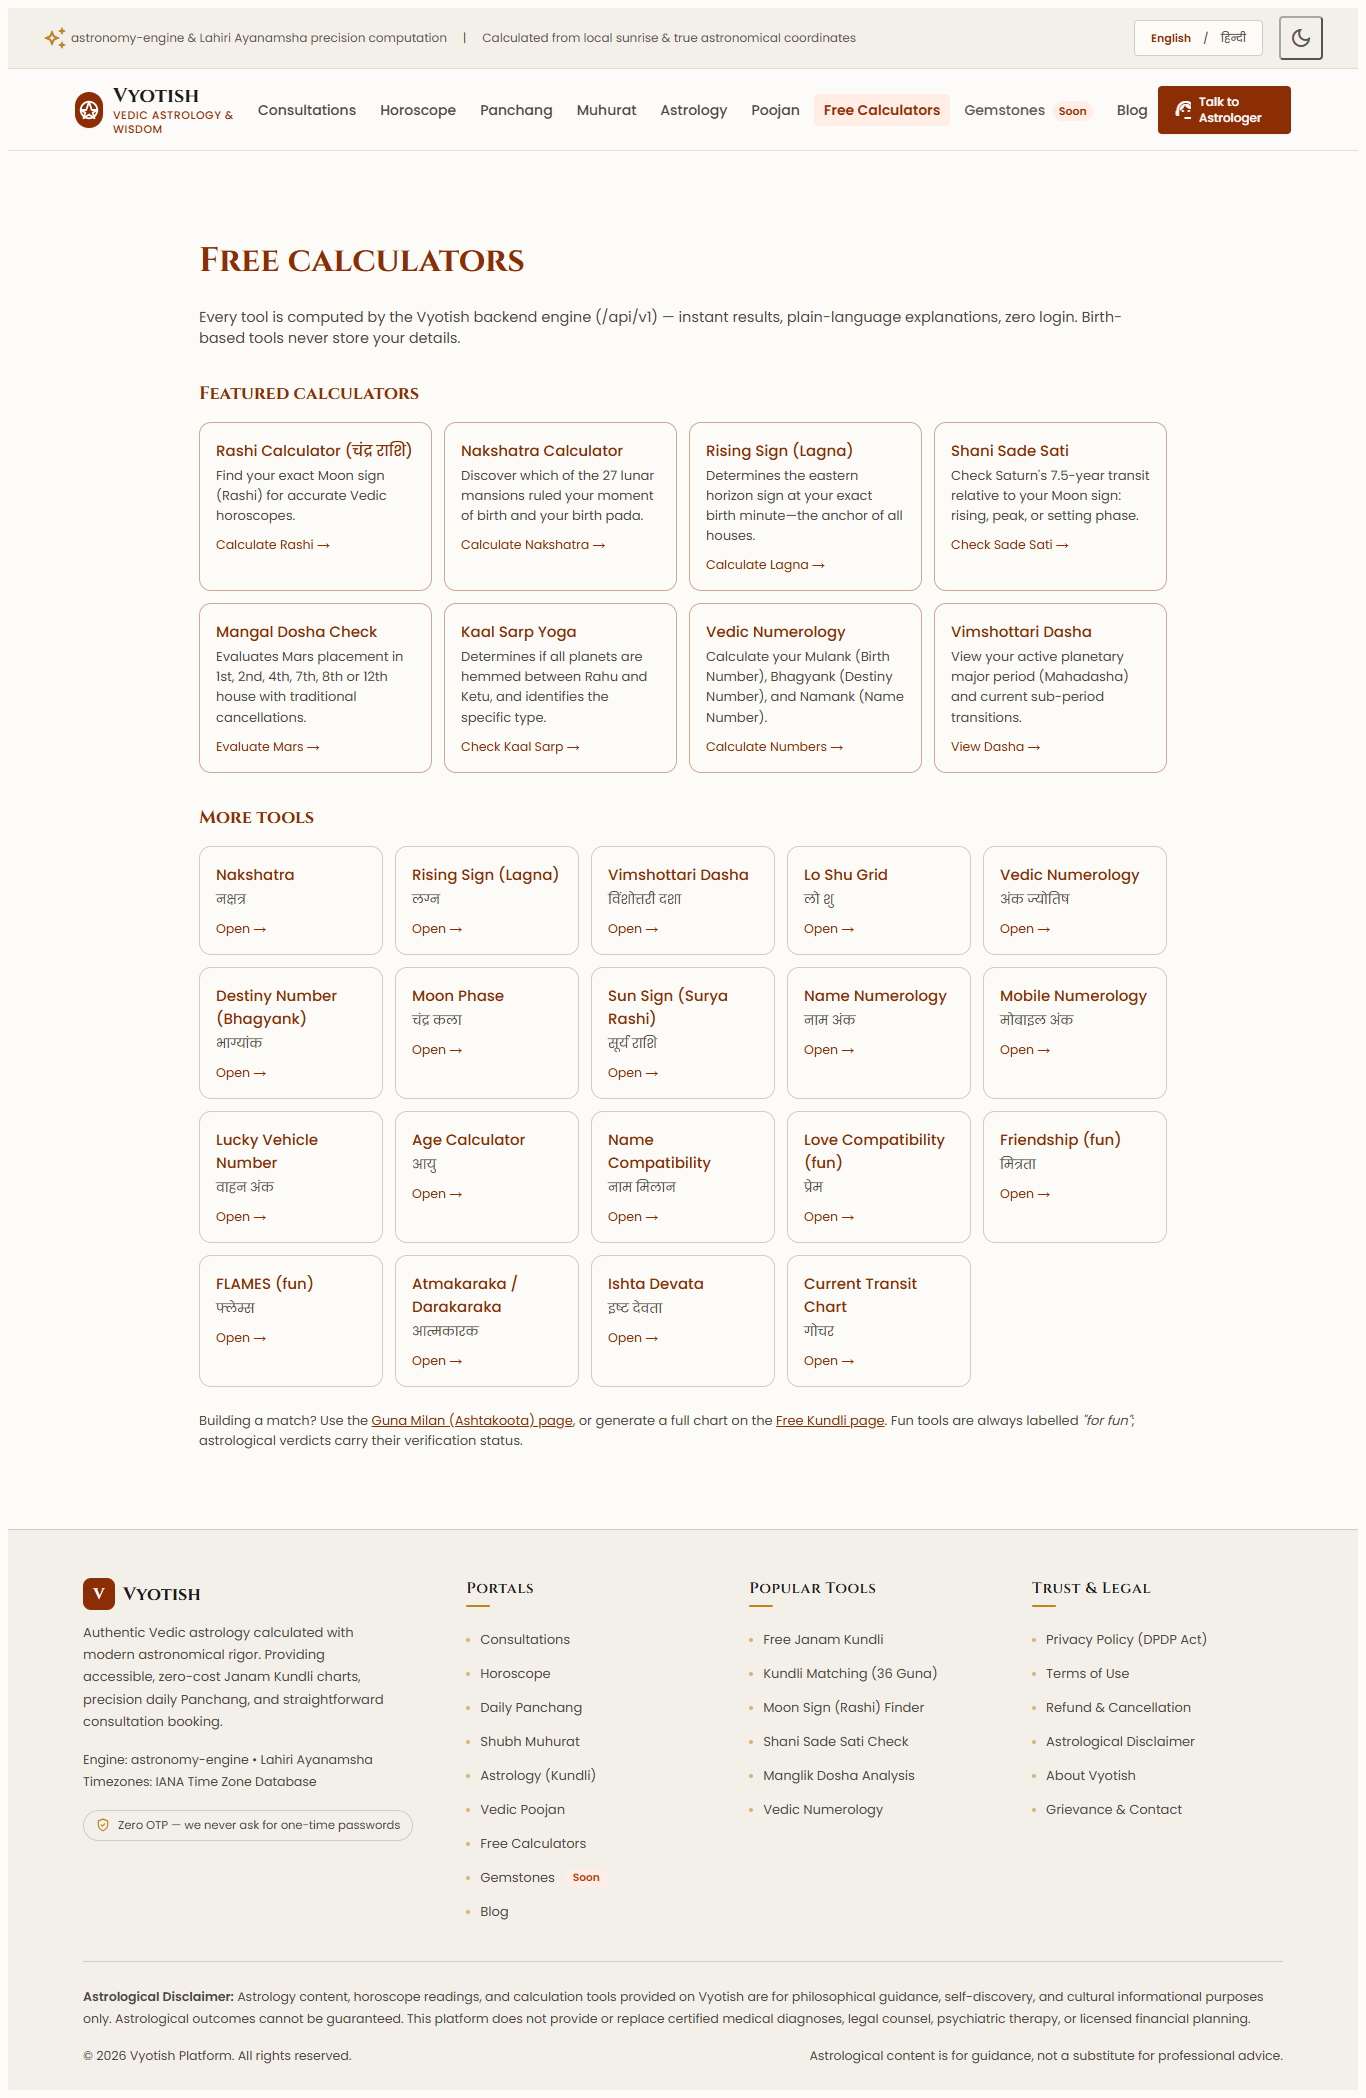 astronomy-engine & Lahiri Ayanamsha precision computation | Calculated from local sunrise & true astronomical coordinates
English / हिन्दी
Vyotish
VEDIC ASTROLOGY &
WISDOM
Consultations Horoscope Panchang Muhurat Astrology Poojan Free Calculators Gemstones Soon Blog
Talk to
Astrologer
Free calculators
Every tool is computed by the Vyotish backend engine (/api/v1) — instant results, plain-language explanations, zero login. Birth-
based tools never store your details.
Featured calculators
Rashi Calculator (चंद्र राशि)
Find your exact Moon sign
(Rashi) for accurate Vedic
horoscopes.
Calculate Rashi →
Nakshatra Calculator
Discover which of the 27 lunar
mansions ruled your moment
of birth and your birth pada.
Calculate Nakshatra →
Rising Sign (Lagna)
Determines the eastern
horizon sign at your exact
birth minute—the anchor of all
houses.
Calculate Lagna →
Shani Sade Sati
Check Saturn's 7.5-year transit
relative to your Moon sign:
rising, peak, or setting phase.
Check Sade Sati →
Mangal Dosha Check
Evaluates Mars placement in
1st, 2nd, 4th, 7th, 8th or 12th
house with traditional
cancellations.
Evaluate Mars →
Kaal Sarp Yoga
Determines if all planets are
hemmed between Rahu and
Ketu, and identifies the
specific type.
Check Kaal Sarp →
Vedic Numerology
Calculate your Mulank (Birth
Number), Bhagyank (Destiny
Number), and Namank (Name
Number).
Calculate Numbers →
Vimshottari Dasha
View your active planetary
major period (Mahadasha)
and current sub-period
transitions.
View Dasha →
More tools
Nakshatra
नक्षत्र
Open →
Rising Sign (Lagna)
लग्न
Open →
Vimshottari Dasha
विंशोत्तरी दशा
Open →
Lo Shu Grid
लो शु
Open →
Vedic Numerology
अंक ज्योतिष
Open →
Destiny Number
(Bhagyank)
भाग्यांक
Open →
Moon Phase
चंद्र कला
Open →
Sun Sign (Surya
Rashi)
सूर्य राशि
Open →
Name Numerology
नाम अंक
Open →
Mobile Numerology
मोबाइल अंक
Open →
Lucky Vehicle
Number
वाहन अंक
Open →
Age Calculator
आयु
Open →
Name
Compatibility
नाम मिलान
Open →
Love Compatibility
(fun)
प्रेम
Open →
Friendship (fun)
मित्रता
Open →
FLAMES (fun)
फ्लेम्स
Open →
Atmakaraka /
Darakaraka
आत्मकारक
Open →
Ishta Devata
इष्ट देवता
Open →
Current Transit
Chart
गोचर
Open →
Building a match? Use the Guna Milan (Ashtakoota) page, or generate a full chart on the Free Kundli page. Fun tools are always labelled "for fun";
astrological verdicts carry their verification status.
V Vyotish
Authentic Vedic astrology calculated with
modern astronomical rigor. Providing
accessible, zero-cost Janam Kundli charts,
precision daily Panchang, and straightforward
consultation booking.
Engine: astronomy-engine • Lahiri Ayanamsha
Timezones: IANA Time Zone Database
Zero OTP — we never ask for one-time passwords
Portals
Consultations
Horoscope
Daily Panchang
Shubh Muhurat
Astrology (Kundli)
Vedic Poojan
Free Calculators
Gemstones Soon
Blog
Popular Tools
Free Janam Kundli
Kundli Matching (36 Guna)
Moon Sign (Rashi) Finder
Shani Sade Sati Check
Manglik Dosha Analysis
Vedic Numerology
Trust & Legal
Privacy Policy (DPDP Act)
Terms of Use
Refund & Cancellation
Astrological Disclaimer
About Vyotish
Grievance & Contact
Astrological Disclaimer: Astrology content, horoscope readings, and calculation tools provided on Vyotish are for philosophical guidance, self-discovery, and cultural informational purposes
only. Astrological outcomes cannot be guaranteed. This platform does not provide or replace certified medical diagnoses, legal counsel, psychiatric therapy, or licensed financial planning.
© 2026 Vyotish Platform. All rights reserved.
Astrological content is for guidance, not a substitute for professional advice.